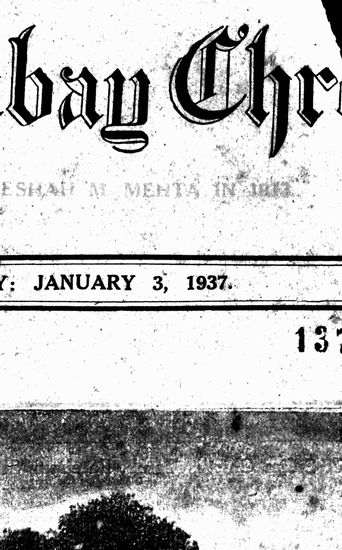 bay Chr
ESHAH M. MEHTA IN 1913
Y: JANUARY 3, 1937.
137